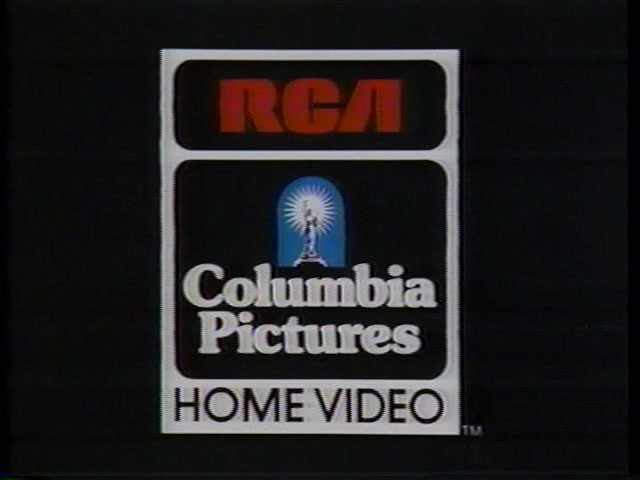 RCA
Columbia
Pictures
HOME VIDEO
TM